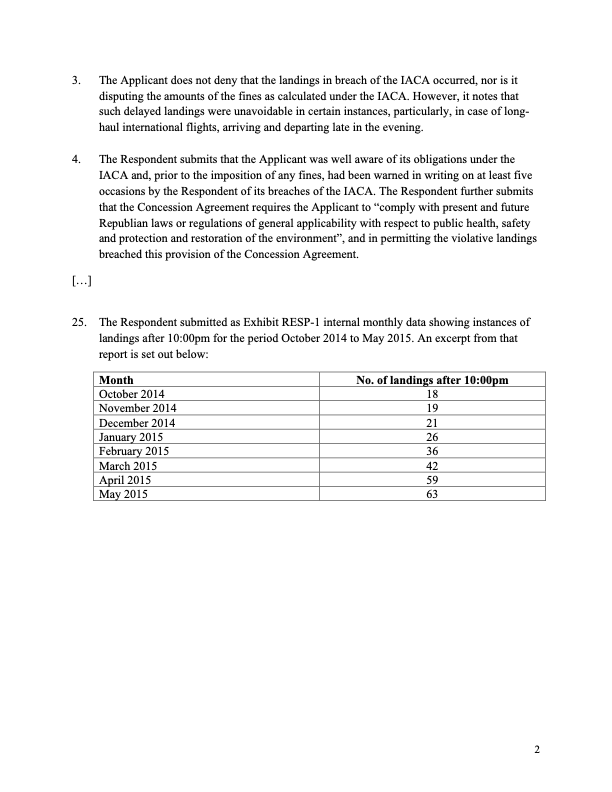 3. The Applicant does not deny that the landings in breach of the IACA occurred, nor is it
disputing the amounts of the fines as calculated under the IACA. However, it notes that
such delayed landings were unavoidable in certain instances, particularly, in case of long-
haul international flights, arriving and departing late in the evening.
4. The Respondent submits that the Applicant was well aware of its obligations under the
IACA and, prior to the imposition of any fines, had been warned in writing on at least five
occasions by the Respondent of its breaches of the IACA. The Respondent further submits
that the Concession Agreement requires the Applicant to “comply with present and future
Republian laws or regulations of general applicability with respect to public health, safety
and protection and restoration of the environment”, and in permitting the violative landings
breached this provision of the Concession Agreement.
[…]
25. The Respondent submitted as Exhibit RESP-1 internal monthly data showing instances of
landings after 10:00pm for the period October 2014 to May 2015. An excerpt from that
report is set out below:
Month No. of landings after 10:00pm
October 2014 18
November 2014 19
December 2014 21
January 2015 26
February 2015 36
March 2015 42
April 2015 59
May 2015 63
2